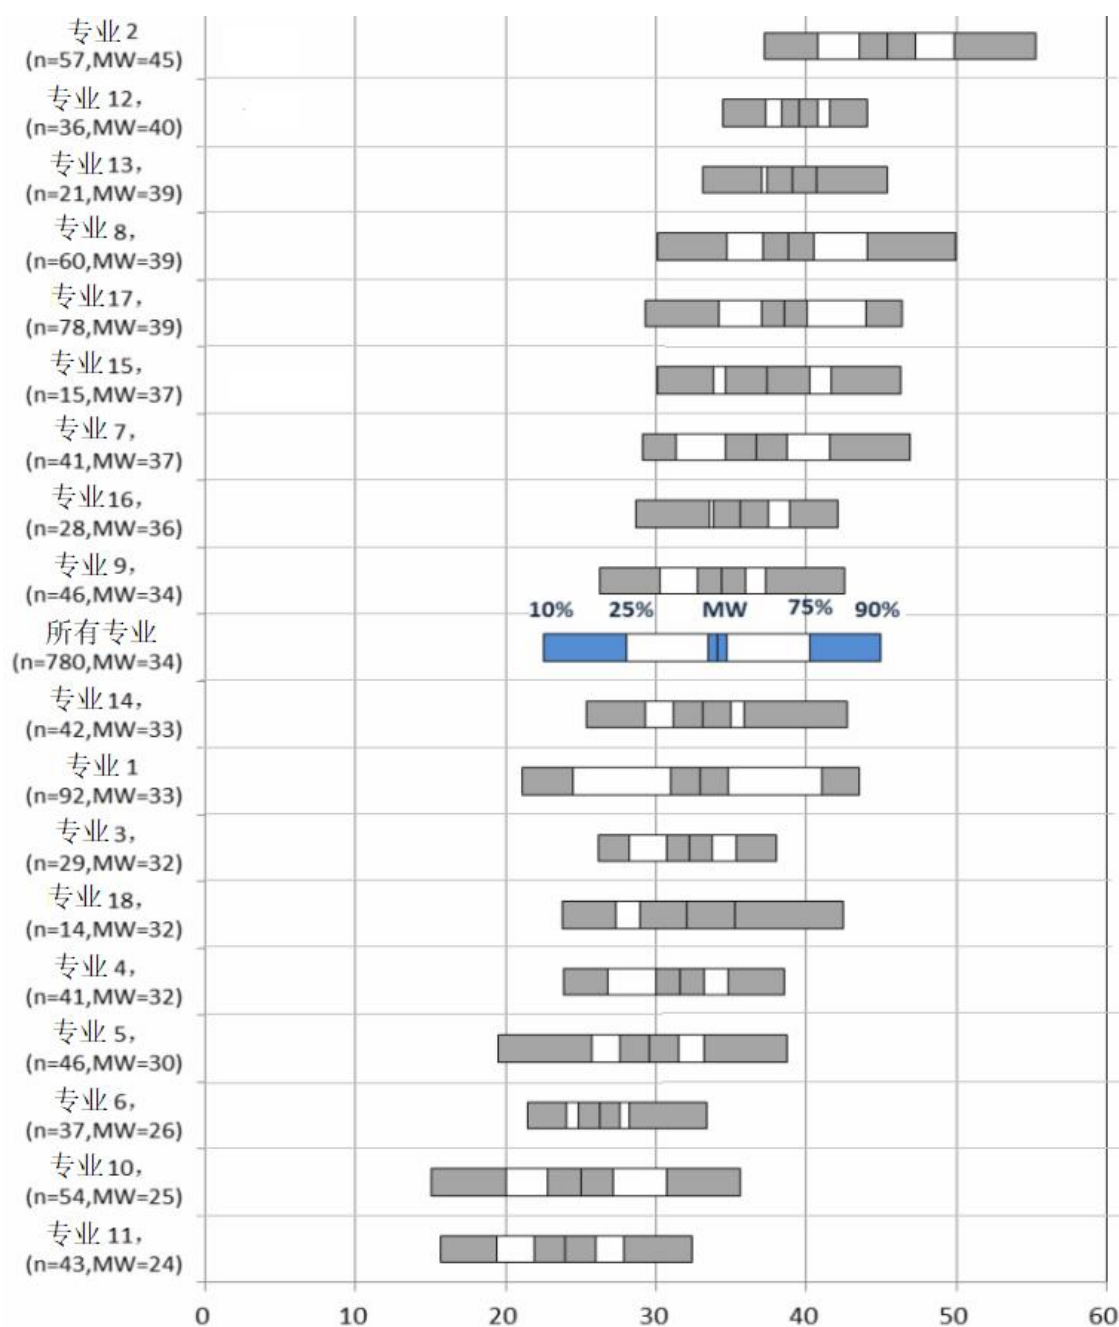 专业 2
(n=57,MW=45)
专业 12，
(n=36,MW=40)
专业 13，
(n=21,MW=39)
专业 8，
(n=60,MW=39)
专业17，
(n=78,MW=39)
专业 15，
(n=15,MW=37)
专业 7，
(n=41,MW=37)
专业16，
(n=28,MW=36)
专业 9，
(n=46,MW=34)
10% 25% MW 75% 90%
所有专业
(n=780,MW=34)
专业 14，
(n=42,MW=33)
专业 1
(n=92,MW=33)
专业 3，
(n=29,MW=32)
专业 18，
(n=14,MW=32)
专业 4，
(n=41,MW=32)
专业 5，
(n=46,MW=30)
专业 6，
(n=37,MW=26)
专业10，
(n=54,MW=25)
专业 11，
(n=43,MW=24)
0 10 20 30 40 50 60